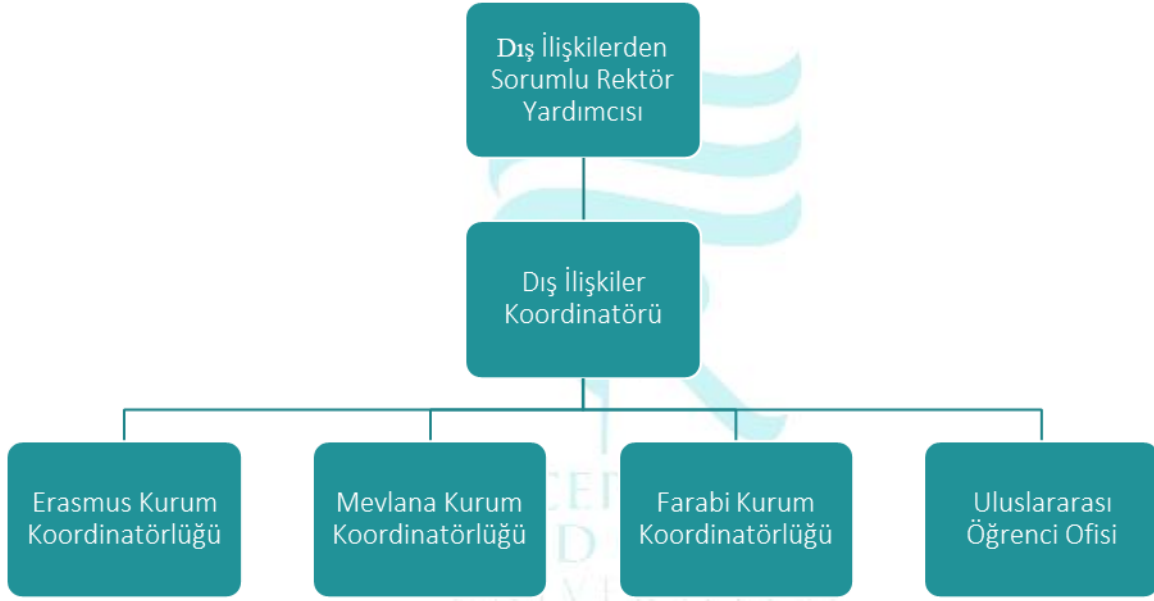 Dış İlişkilerden
Sorumlu Rektör
Yardımcısı
Dış İlişkiler
Koordinatörü
Erasmus Kurum
Koordinatörlüğü
Mevlana Kurum
Koordinatörlüğü
Farabi Kurum
Koordinatörlüğü
Uluslararası
Öğrenci Ofisi